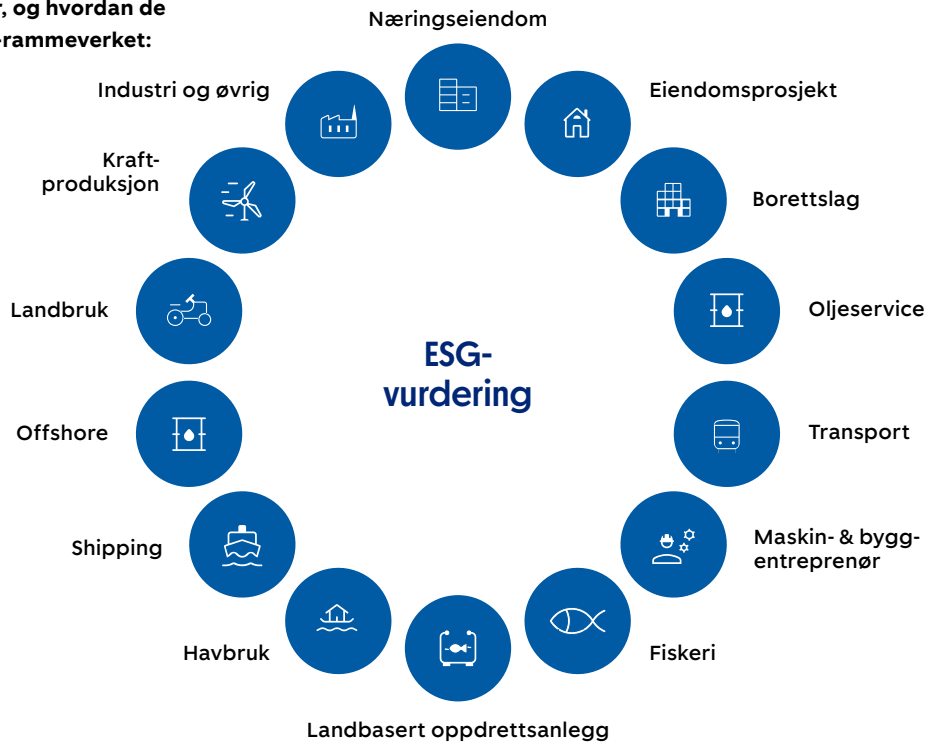 r, og hvordan de
-rammeverket:
Næringseiendom
Industri og øvrig
Eiendomsprosjekt
Kraft-
produksjon
Borettslag
Landbruk
Oljeservice
ESG-
vurdering
Offshore
Transport
Shipping
Maskin- & bygg-
entreprenør
Havbruk
Fiskeri
Landbasert oppdrettsanlegg